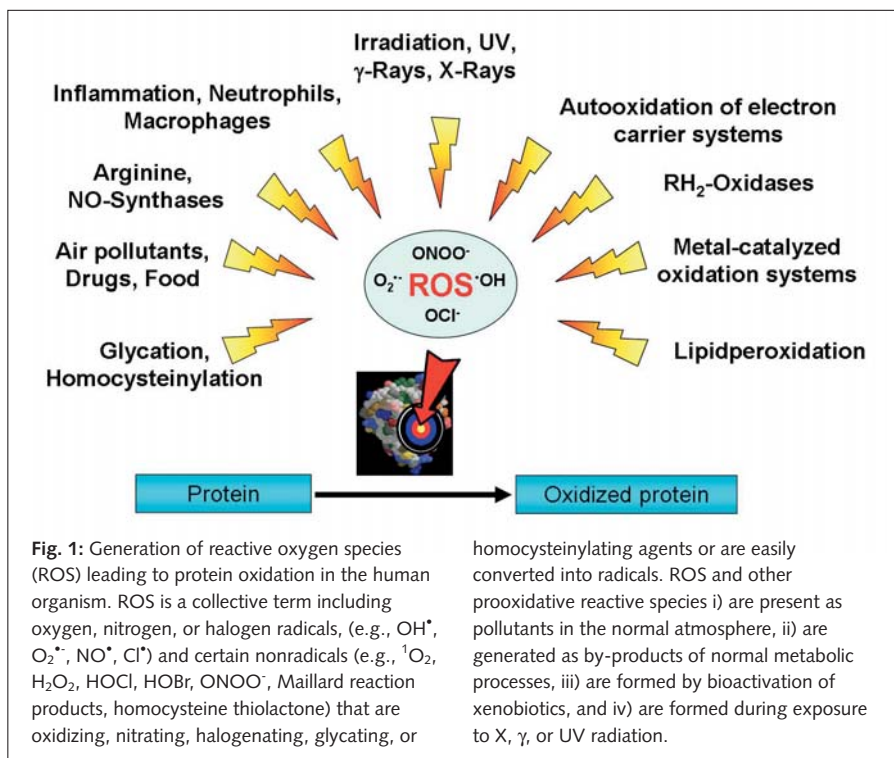 Irradiation, UV,
γ-Rays, X-Rays
Inflammation, Neutrophils,
Macrophages
Autooxidation of electron
carrier systems
Arginine,
NO-Synthases
RH₂-Oxidases
Air pollutants,
Drugs, Food
Metal-catalyzed
oxidation systems
Glycation,
Homocysteinylation
Lipidperoxidation
ONOO⁻
O₂•⁻ ROS •OH
OCl⁻
Protein
Oxidized protein
Fig. 1: Generation of reactive oxygen species
(ROS) leading to protein oxidation in the human
organism. ROS is a collective term including
oxygen, nitrogen, or halogen radicals, (e.g., OH•,
O₂•⁻, NO•, Cl•) and certain nonradicals (e.g., ¹O₂,
H₂O₂, HOCl, HOBr, ONOO⁻, Maillard reaction
products, homocysteine thiolactone) that are
oxidizing, nitrating, halogenating, glycating, or
homocysteinylating agents or are easily
converted into radicals. ROS and other
prooxidative reactive species i) are present as
pollutants in the normal atmosphere, ii) are
generated as by-products of normal metabolic
processes, iii) are formed by bioactivation of
xenobiotics, and iv) are formed during exposure
to X, γ, or UV radiation.